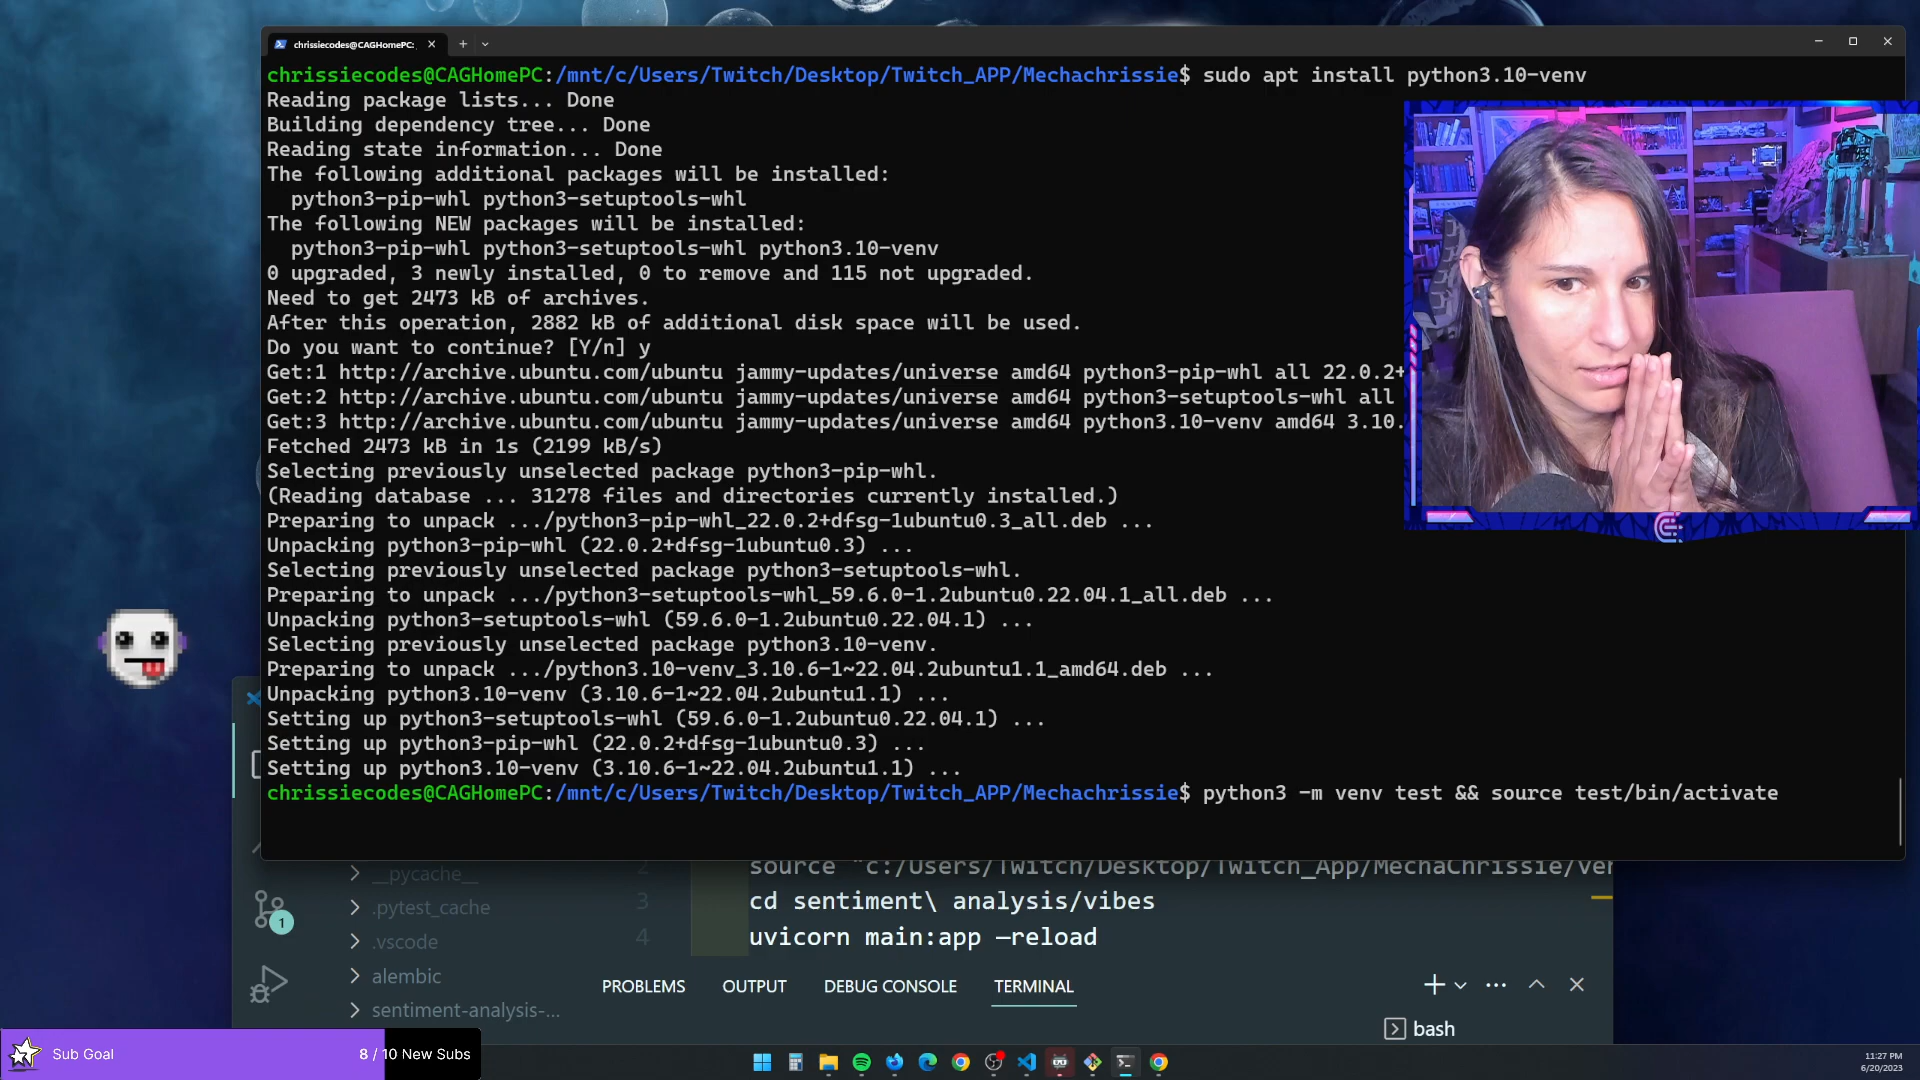 chrissiecodes@CAGHomePC:
chrissiecodes@CAGHomePC:/mnt/c/Users/Twitch/Desktop/Twitch_APP/Mechachrissie$ sudo apt install python3.10-venv
Reading package lists... Done
Building dependency tree... Done
Reading state information... Done
The following additional packages will be installed:
python3-pip-whl python3-setuptools-whl
The following NEW packages will be installed:
python3-pip-whl python3-setuptools-whl python3.10-venv
0 upgraded, 3 newly installed, 0 to remove and 115 not upgraded.
Need to get 2473 kB of archives.
After this operation, 2882 kB of additional disk space will be used.
Do you want to continue? [Y/n] y
Get:1 http://archive.ubuntu.com/ubuntu jammy-updates/universe amd64 python3-pip-whl all 22.0.2+
Get:2 http://archive.ubuntu.com/ubuntu jammy-updates/universe amd64 python3-setuptools-whl all
Get:3 http://archive.ubuntu.com/ubuntu jammy-updates/universe amd64 python3.10-venv amd64 3.10.
Fetched 2473 kB in 1s (2199 kB/s)
Selecting previously unselected package python3-pip-whl.
(Reading database ... 31278 files and directories currently installed.)
Preparing to unpack .../python3-pip-whl_22.0.2+dfsg-1ubuntu0.3_all.deb ...
Unpacking python3-pip-whl (22.0.2+dfsg-1ubuntu0.3) ...
Selecting previously unselected package python3-setuptools-whl.
Preparing to unpack .../python3-setuptools-whl_59.6.0-1.2ubuntu0.22.04.1_all.deb ...
Unpacking python3-setuptools-whl (59.6.0-1.2ubuntu0.22.04.1) ...
Selecting previously unselected package python3.10-venv.
Preparing to unpack .../python3.10-venv_3.10.6-1~22.04.2ubuntu1.1_amd64.deb ...
Unpacking python3.10-venv (3.10.6-1~22.04.2ubuntu1.1) ...
Setting up python3-setuptools-whl (59.6.0-1.2ubuntu0.22.04.1) ...
Setting up python3-pip-whl (22.0.2+dfsg-1ubuntu0.3) ...
Setting up python3.10-venv (3.10.6-1~22.04.2ubuntu1.1) ...
chrissiecodes@CAGHomePC:/mnt/c/Users/Twitch/Desktop/Twitch_APP/Mechachrissie$ python3 -m venv test && source test/bin/activate
__pycache__
2 source "c:/Users/Twitch/Desktop/Twitch_App/MechaChrissie/ver
.pytest_cache
3 cd sentiment\ analysis/vibes
.vscode
4 uvicorn main:app —reload
1
alembic
sentiment-analysis-...
PROBLEMS OUTPUT DEBUG CONSOLE TERMINAL
bash
Sub Goal 8 / 10 New Subs
11:27 PM
6/20/2023